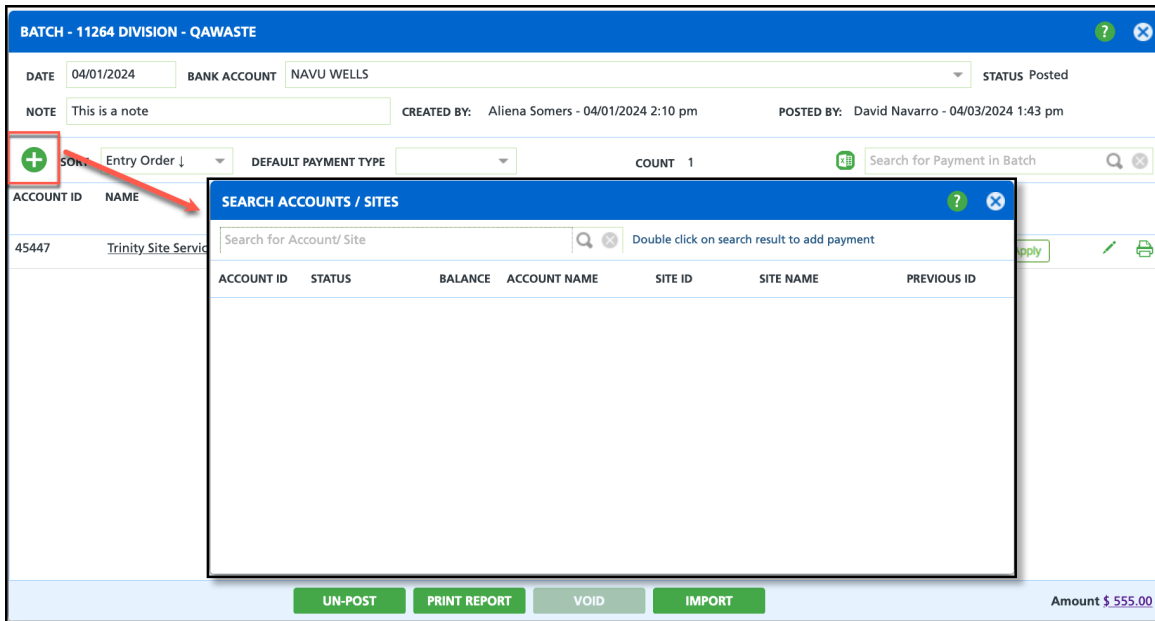 BATCH - 11264 DIVISION - QAWASTE
?
DATE 04/01/2024 BANK ACCOUNT NAVU WELLS STATUS Posted
NOTE This is a note CREATED BY: Aliena Somers - 04/01/2024 2:10 pm POSTED BY: David Navarro - 04/03/2024 1:43 pm
SORT Entry Order ↓ DEFAULT PAYMENT TYPE COUNT 1 Search for Payment in Batch
ACCOUNT ID NAME
45447 Trinity Site Servic
Apply
SEARCH ACCOUNTS / SITES
?
Search for Account/ Site Double click on search result to add payment
ACCOUNT ID STATUS BALANCE ACCOUNT NAME SITE ID SITE NAME PREVIOUS ID
UN-POST PRINT REPORT VOID IMPORT Amount $ 555.00